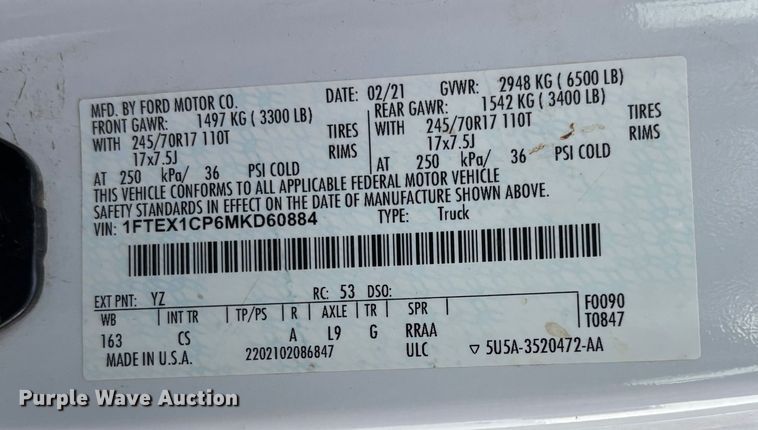 MFD. BY FORD MOTOR CO. DATE: 02/21 GVWR: 2948 KG ( 6500 LB)
FRONT GAWR: 1497 KG ( 3300 LB) REAR GAWR: 1542 KG ( 3400 LB)
WITH 245/70R17 110T TIRES WITH 245/70R17 110T TIRES
17x7.5J RIMS 17x7.5J RIMS
AT 250 kPa/ 36 PSI COLD AT 250 kPa/ 36 PSI COLD
THIS VEHICLE CONFORMS TO ALL APPLICABLE FEDERAL MOTOR VEHICLE
SAFETY STANDARDS IN EFFECT ON THE DATE OF MANUFACTURE SHOWN ABOVE.
VIN: 1FTEX1CP6MKD60884 TYPE: Truck
EXT PNT: YZ RC: 53 DSO: F0090
WB INT TR TP/PS R AXLE TR SPR T0847
163 CS A L9 G RRAA
MADE IN U.S.A. 2202102086847 ULC ▽ 5U5A-3520472-AA
Purple Wave Auction